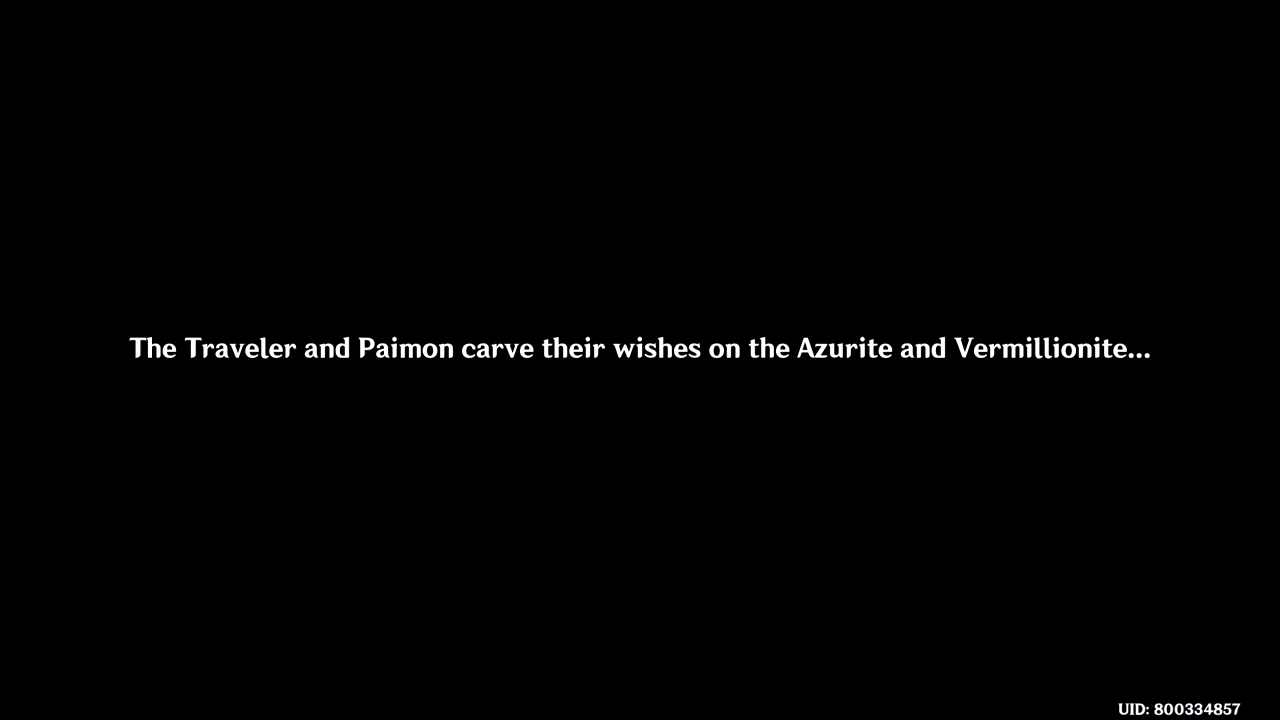 The Traveler and Paimon carve their wishes on the Azurite and Vermillionite...
UID: 800334857